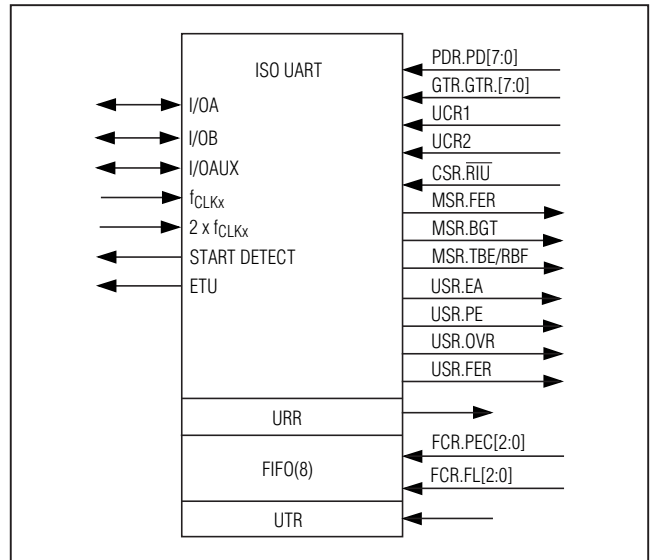 ISO UART
I/OA
I/OB
I/OAUX
fCLKx
2 x fCLKx
START DETECT
ETU
PDR.PD[7:0]
GTR.GTR.[7:0]
UCR1
UCR2
CSR.R̅I̅U̅
MSR.FER
MSR.BGT
MSR.TBE/RBF
USR.EA
USR.PE
USR.OVR
USR.FER
URR
FIFO(8)
FCR.PEC[2:0]
FCR.FL[2:0]
UTR